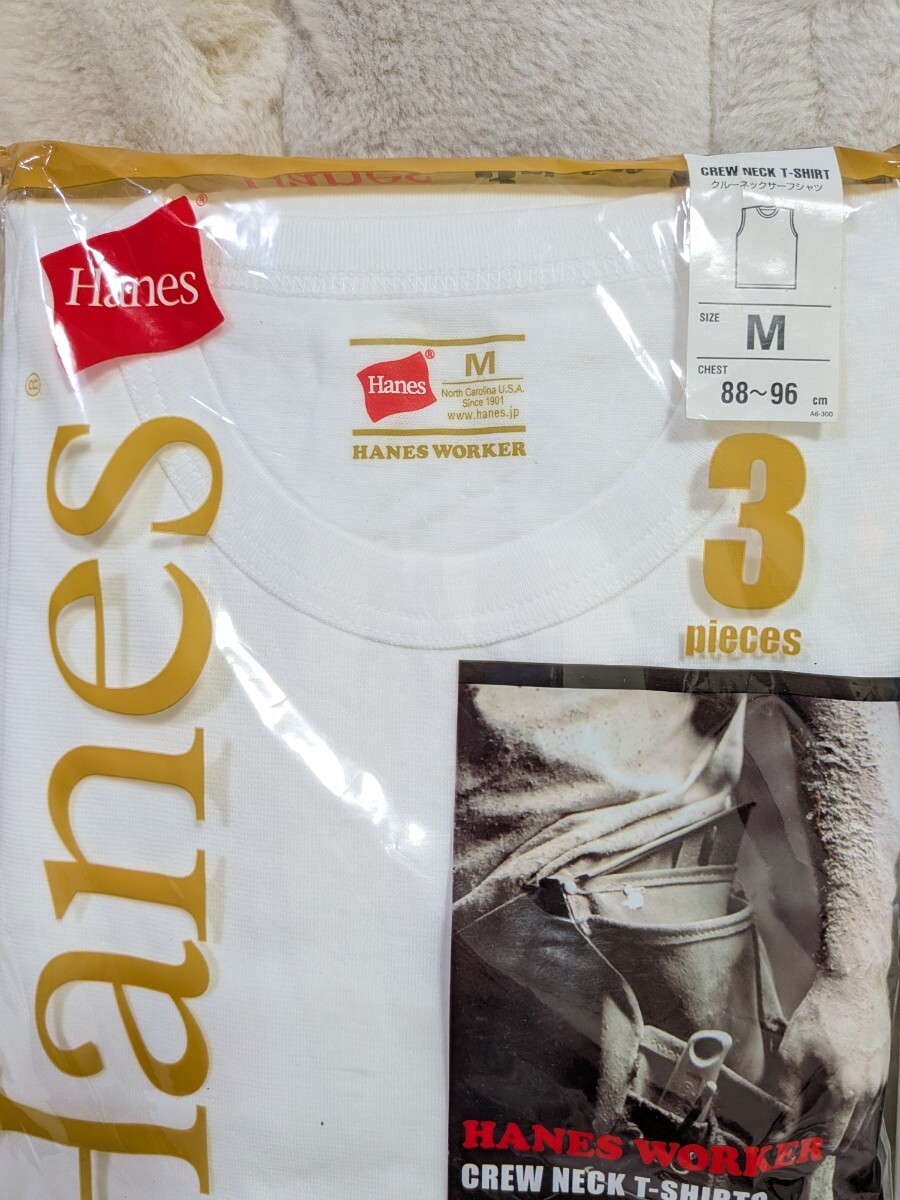 CREW NECK T-SHIRT
クルーネックサーフシャツ
SIZE M
CHEST
88~96 cm
A6-300
Hanes®
Hanes® M
North Carolina U.S.A.
Since 1901
www.hanes.jp
HANES WORKER
Hanes®
3
pieces
HANES WORKER
CREW NECK T-SHIRTS